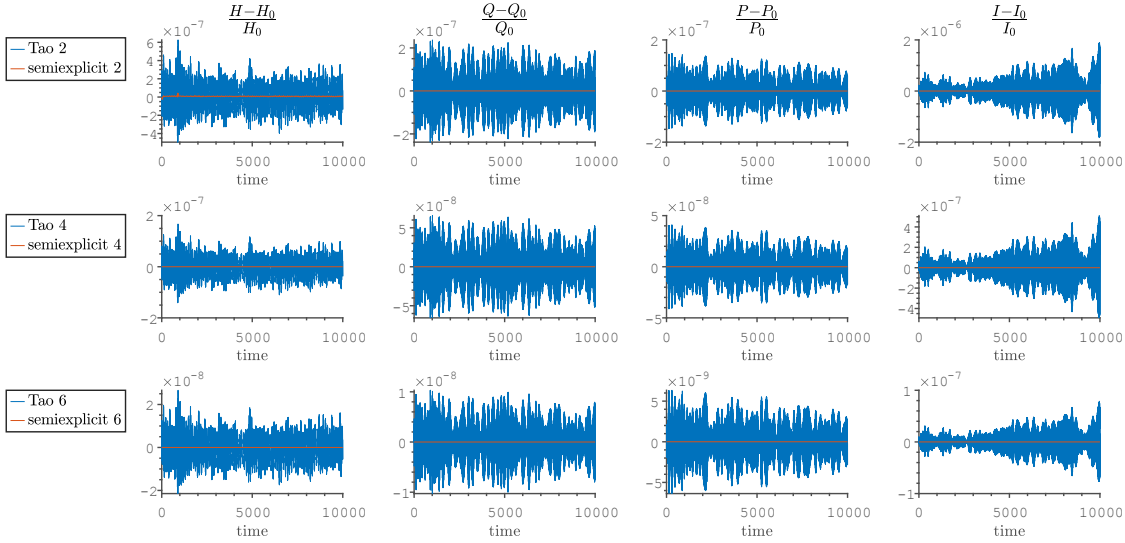 H−H₀/H₀ Q−Q₀/Q₀ P−P₀/P₀ I−I₀/I₀
Tao 2
semiexplicit 2
×10⁻⁷ ×10⁻⁷ ×10⁻⁷ ×10⁻⁶
6 2 2 2
4
2
0 0 0 0
−2
−4 −2 −2 −2
0 5000 10000 0 5000 10000 0 5000 10000 0 5000 10000
time time time time
Tao 4
semiexplicit 4
×10⁻⁷ ×10⁻⁸ ×10⁻⁸ ×10⁻⁷
2 5 5 4
2
0 0 0 0
−2
−2 −5 −5 −4
0 5000 10000 0 5000 10000 0 5000 10000 0 5000 10000
time time time time
Tao 6
semiexplicit 6
×10⁻⁸ ×10⁻⁸ ×10⁻⁹ ×10⁻⁷
2 1 5 1
0 0 0 0
−2 −1 −5 −1
0 5000 10000 0 5000 10000 0 5000 10000 0 5000 10000
time time time time